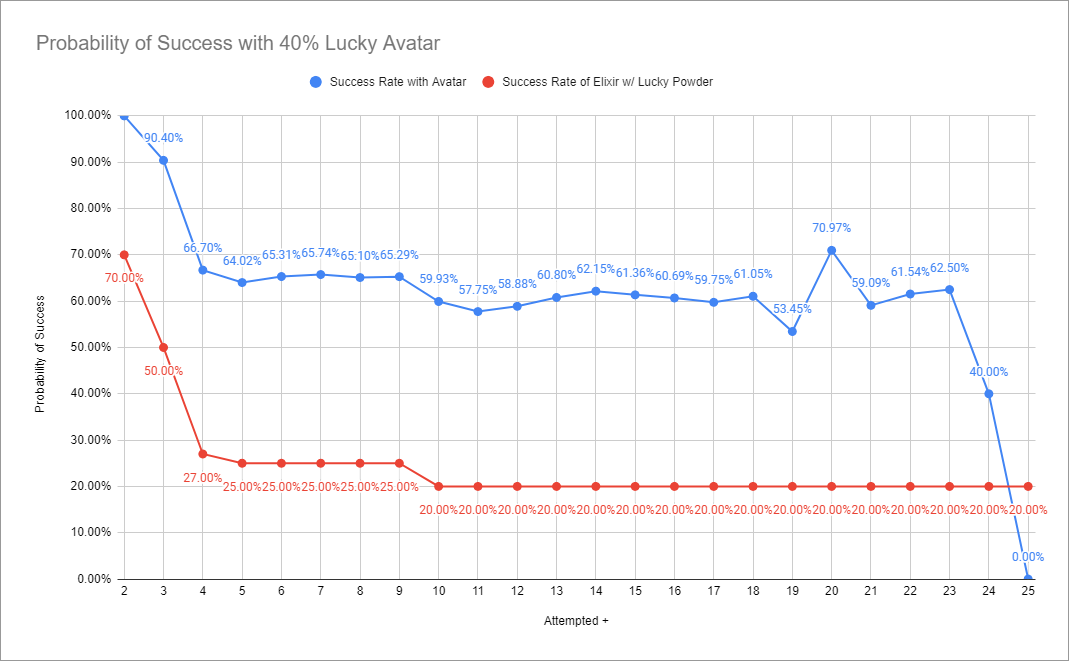 Probability of Success with 40% Lucky Avatar
Success Rate with Avatar Success Rate of Elixir w/ Lucky Powder
Probability of Success
100.00%
90.00%
80.00%
70.00%
60.00%
50.00%
40.00%
30.00%
20.00%
10.00%
0.00%
90.40% 66.70% 64.02% 65.31% 65.74% 65.10% 65.29% 59.93% 57.75% 58.88% 60.80% 62.15% 61.36% 60.69% 59.75% 61.05% 53.45% 70.97% 59.09% 61.54% 62.50% 40.00% 0.00%
70.00% 50.00% 27.00% 25.00% 25.00% 25.00% 25.00% 25.00% 20.00% 20.00% 20.00% 20.00% 20.00% 20.00% 20.00% 20.00% 20.00% 20.00% 20.00% 20.00% 20.00% 20.00% 20.00% 20.00%
2 3 4 5 6 7 8 9 10 11 12 13 14 15 16 17 18 19 20 21 22 23 24 25
Attempted +